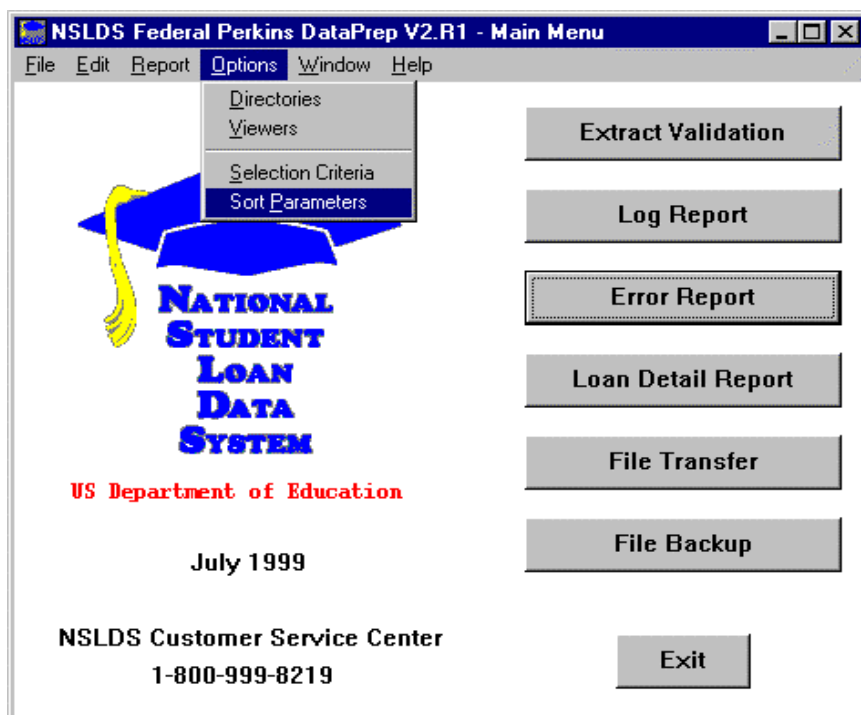 NSLDS Federal Perkins DataPrep V2.R1 - Main Menu
File Edit Report Options Window Help
Directories
Viewers
Selection Criteria
Sort Parameters
NATIONAL
STUDENT
LOAN
DATA
SYSTEM
US Department of Education
July 1999
NSLDS Customer Service Center
1-800-999-8219
Extract Validation
Log Report
Error Report
Loan Detail Report
File Transfer
File Backup
Exit